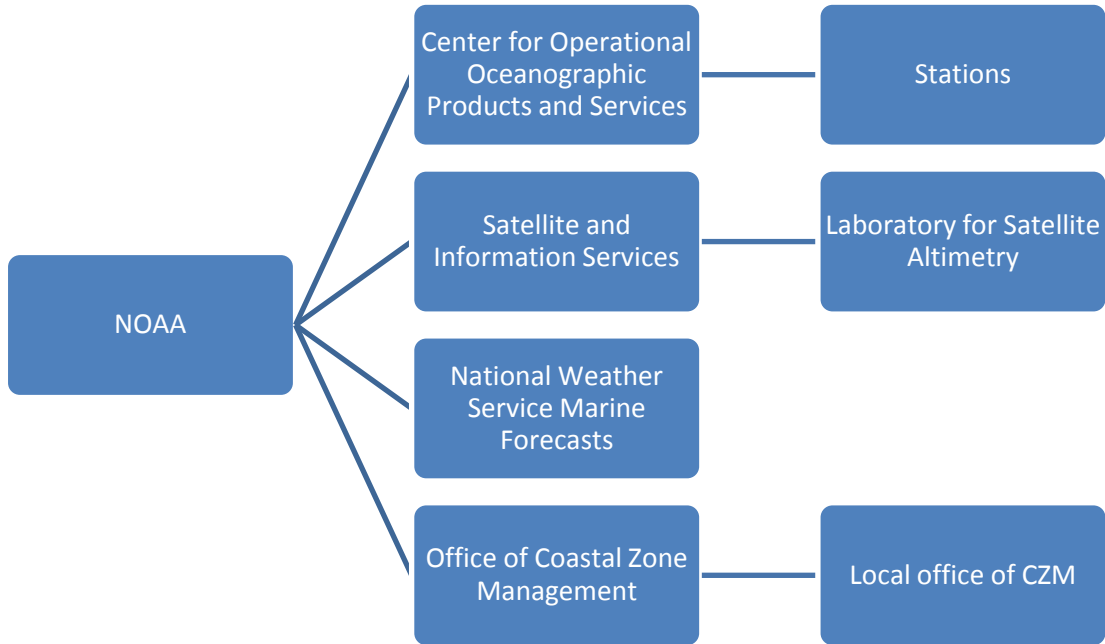 Center for Operational
Oceanographic
Products and Services
Stations
Satellite and
Information Services
Laboratory for Satellite
Altimetry
NOAA
National Weather
Service Marine
Forecasts
Office of Coastal Zone
Management
Local office of CZM